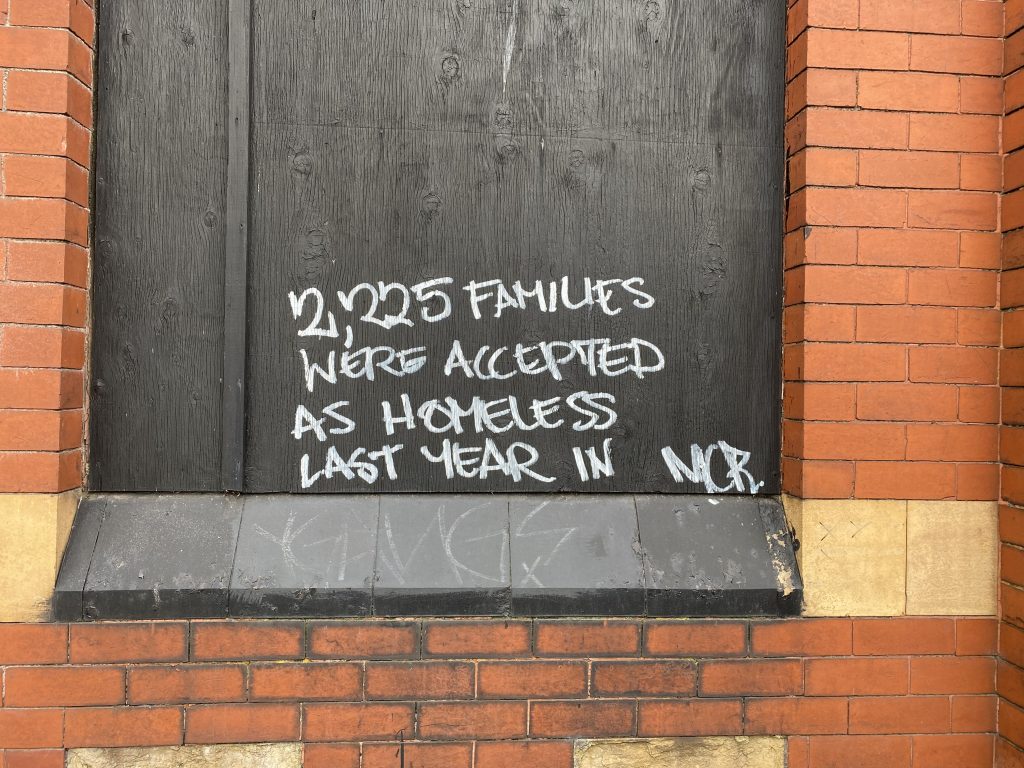 2,225 FAMILIES
WERE ACCEPTED
AS HOMELESS
LAST YEAR IN MCR